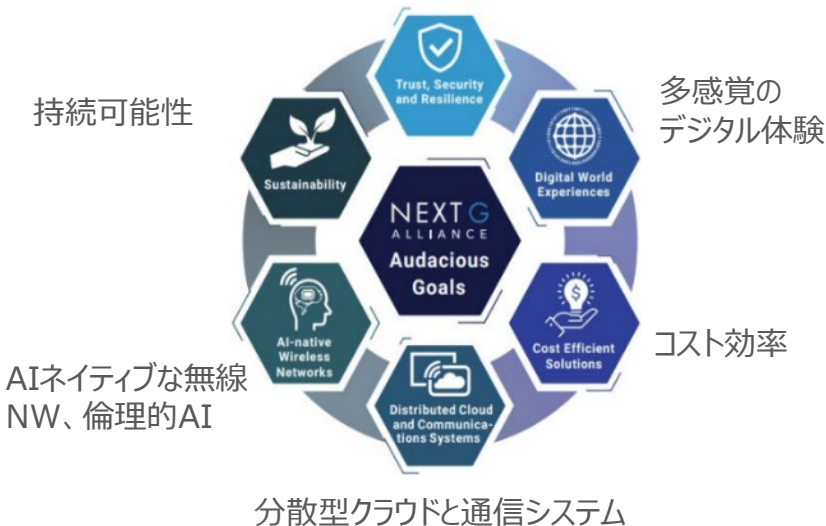 Trust, Security
and Resilience
持続可能性
多感覚の
デジタル体験
Sustainability
Digital World
Experiences
NEXT G
ALLIANCE
Audacious
Goals
AI-native
Wireless
Networks
Cost Efficient
Solutions
コスト効率
AIネイティブな無線
NW、倫理的AI
Distributed Cloud
and Communica-
tions Systems
分散型クラウドと通信システム